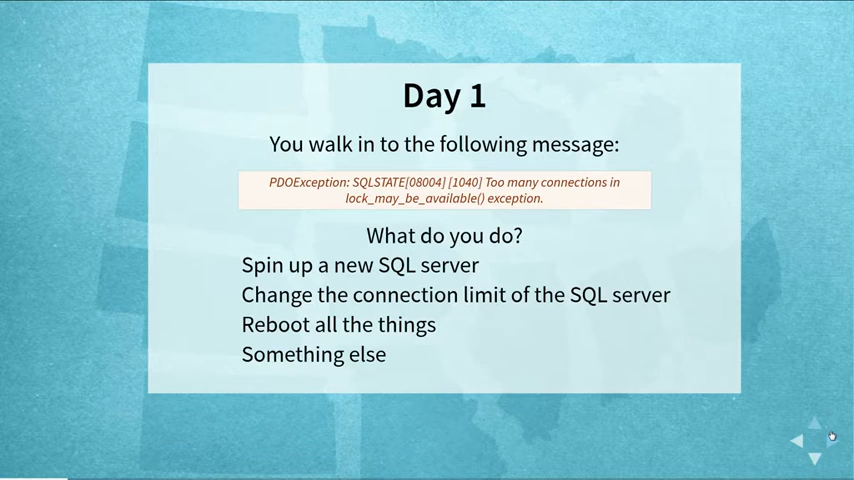 Day 1
You walk in to the following message:
PDOException: SQLSTATE[08004] [1040] Too many connections in
lock_may_be_available() exception.
What do you do?
Spin up a new SQL server
Change the connection limit of the SQL server
Reboot all the things
Something else